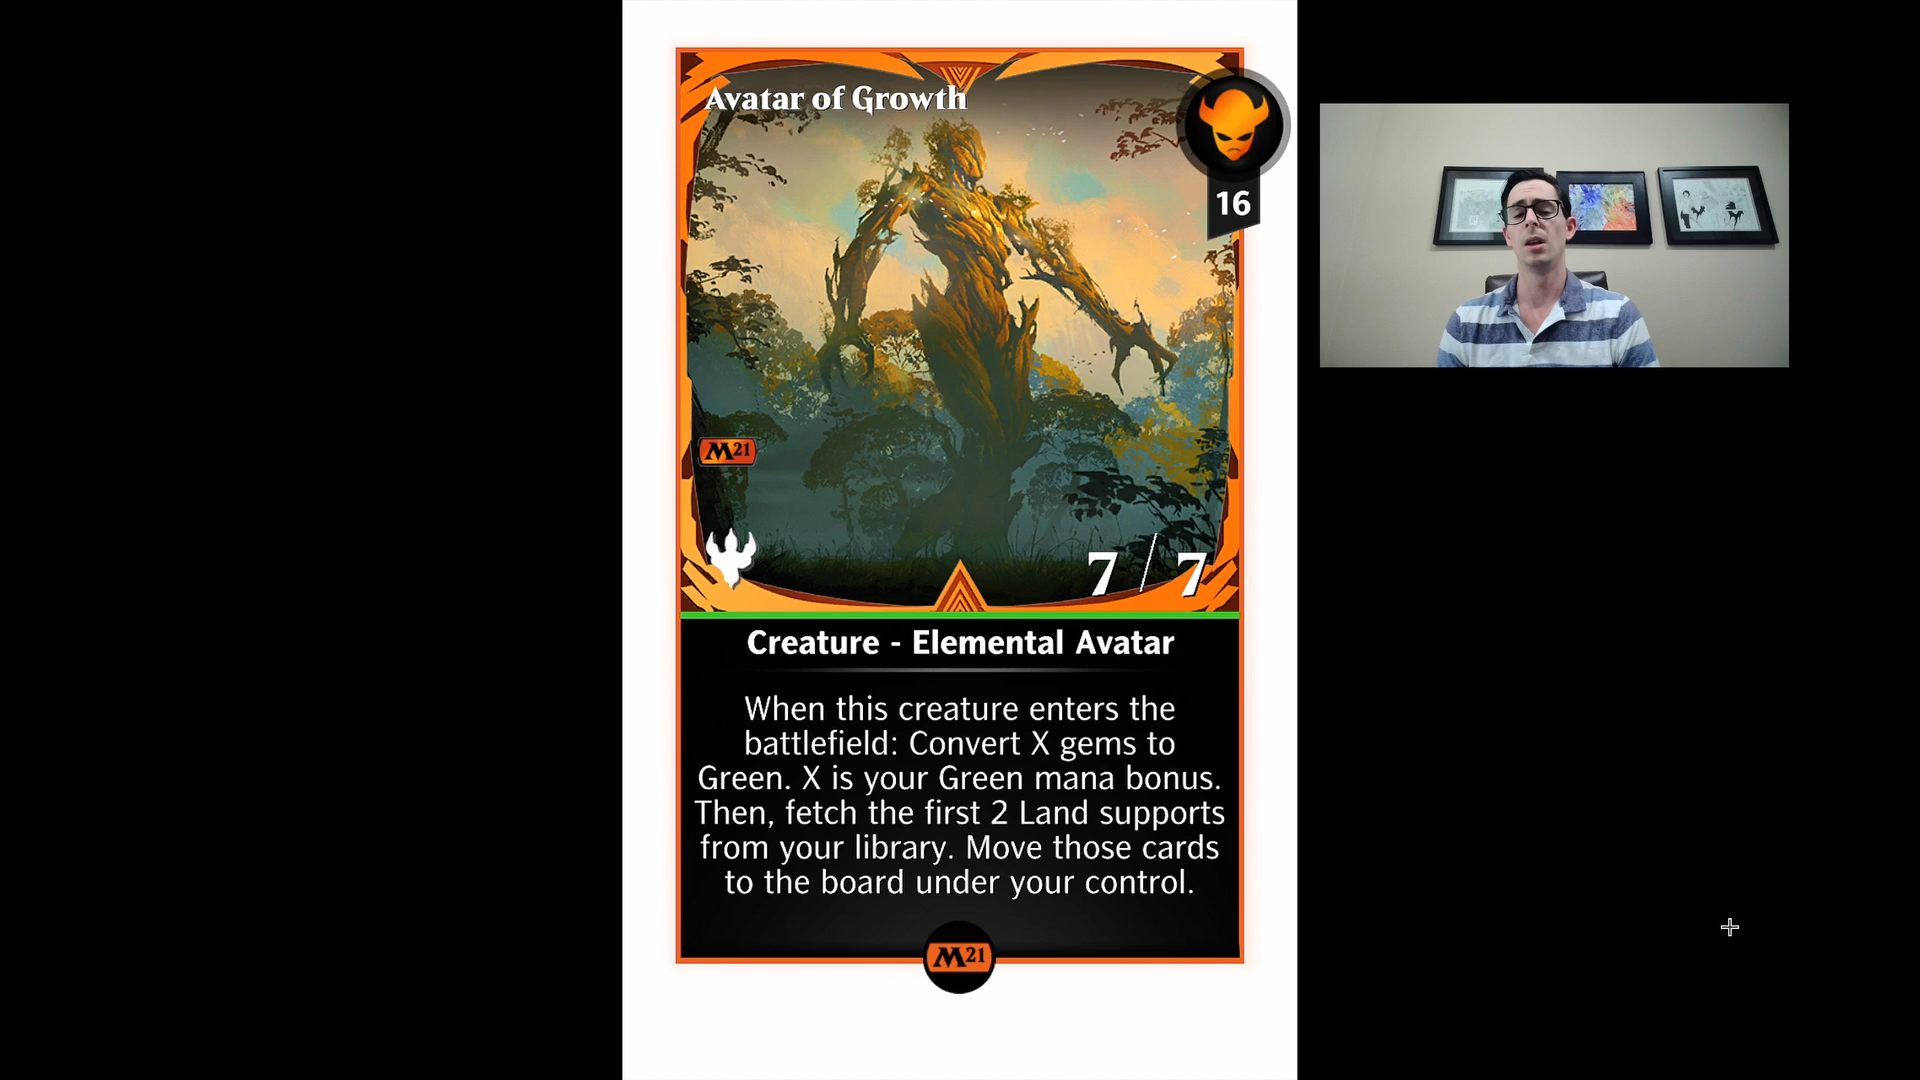 Avatar of Growth
16
M21
7 / 7
Creature - Elemental Avatar
When this creature enters the
battlefield: Convert X gems to
Green. X is your Green mana bonus.
Then, fetch the first 2 Land supports
from your library. Move those cards
to the board under your control.
M21